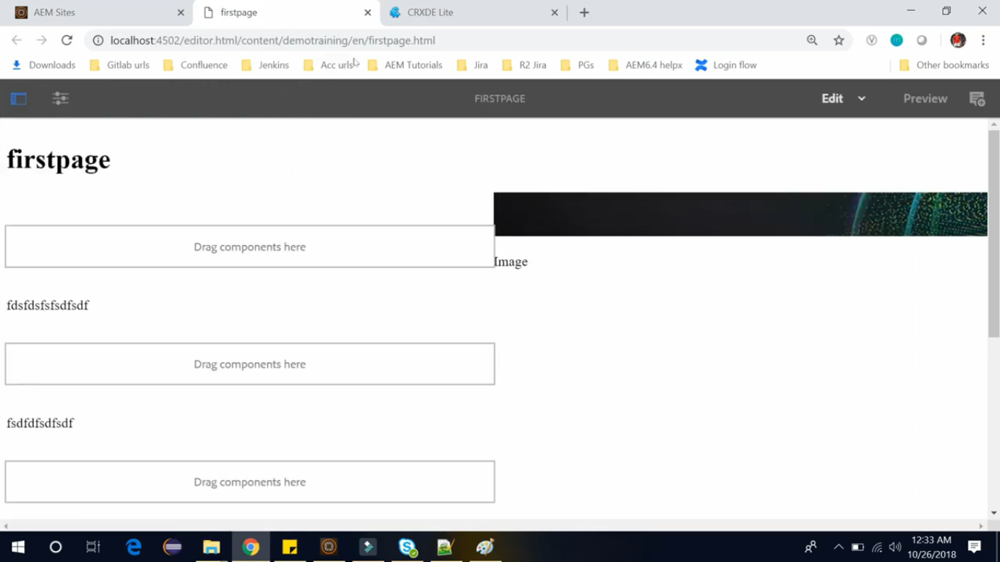 AEM Sites
firstpage
CRXDE Lite
localhost:4502/editor.html/content/demotraining/en/firstpage.html
Downloads
Gitlab urls
Confluence
Jenkins
Acc urls
AEM Tutorials
Jira
R2 Jira
PGs
AEM6.4 helpx
Login flow
Other bookmarks
FIRSTPAGE
Edit
Preview
firstpage
Drag components here
Image
fdsfdsfsfsdfsdf
Drag components here
fsdfdfsdfsdf
Drag components here
12:33 AM
10/26/2018